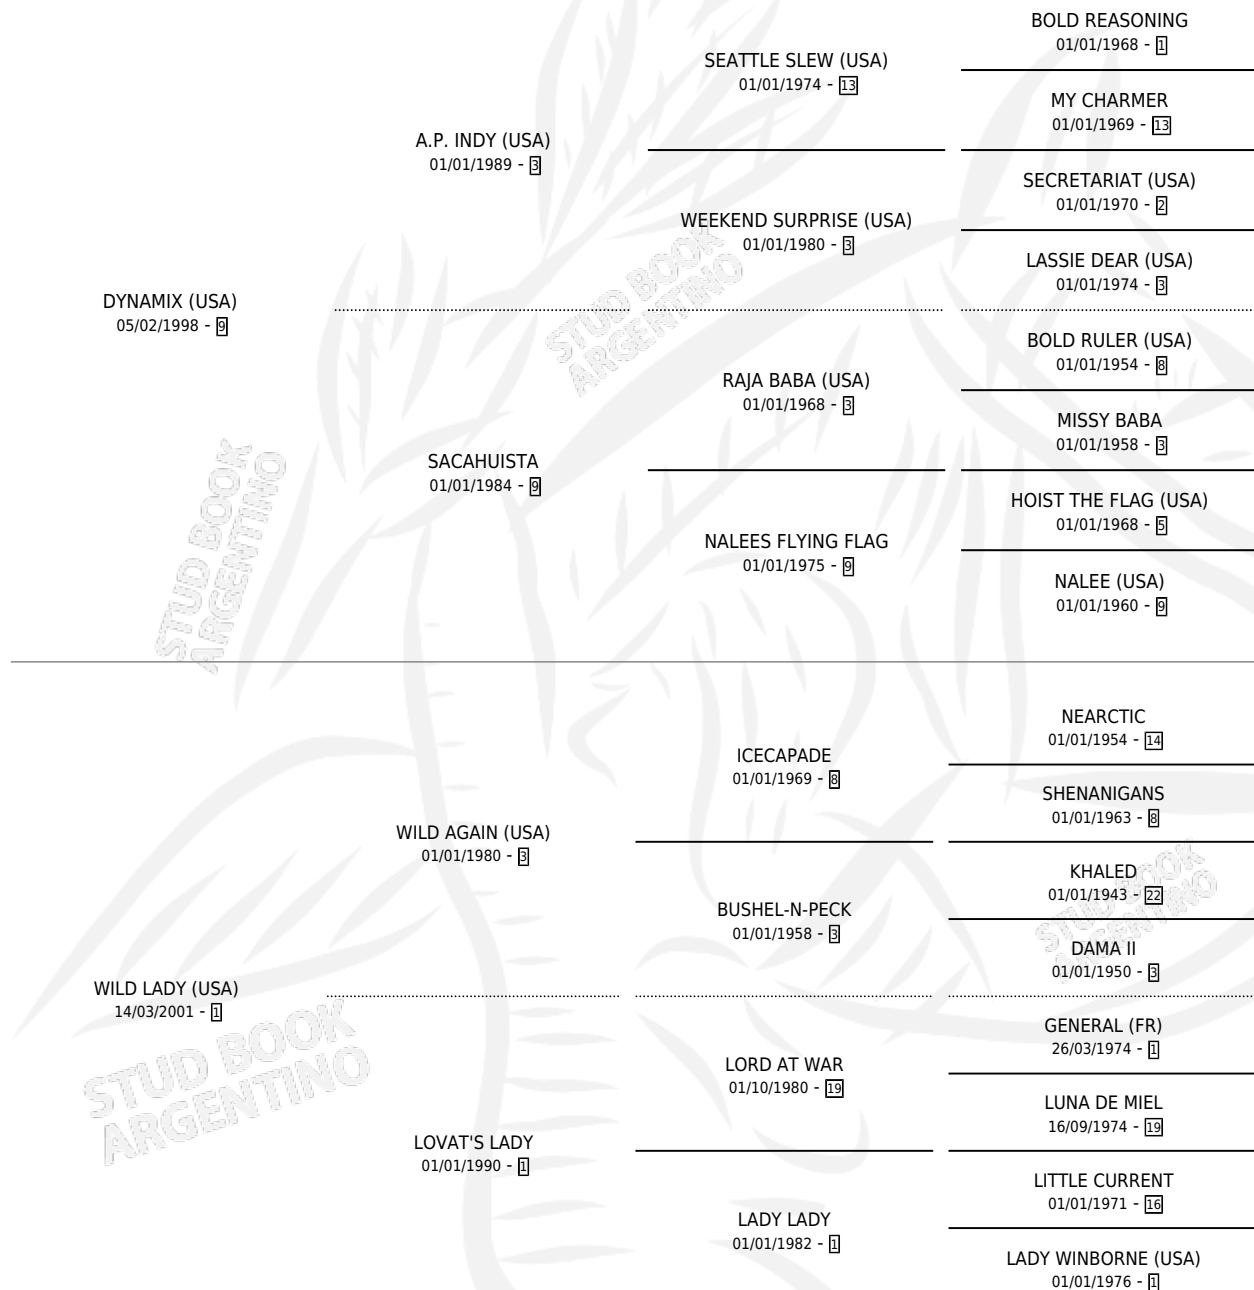 BOLD REASONING
01/01/1968 - 1
SEATTLE SLEW (USA)
01/01/1974 - 13
MY CHARMER
01/01/1969 - 13
A.P. INDY (USA)
01/01/1989 - 3
SECRETARIAT (USA)
01/01/1970 - 2
WEEKEND SURPRISE (USA)
01/01/1980 - 3
LASSIE DEAR (USA)
01/01/1974 - 3
DYNAMIX (USA)
05/02/1998 - 9
BOLD RULER (USA)
01/01/1954 - 8
RAJA BABA (USA)
01/01/1968 - 3
MISSY BABA
01/01/1958 - 3
SACAHUISTA
01/01/1984 - 9
HOIST THE FLAG (USA)
01/01/1968 - 5
NALEES FLYING FLAG
01/01/1975 - 9
NALEE (USA)
01/01/1960 - 9
NEARCTIC
01/01/1954 - 14
ICECAPADE
01/01/1969 - 8
SHENANIGANS
01/01/1963 - 8
WILD AGAIN (USA)
01/01/1980 - 3
KHALED
01/01/1943 - 22
BUSHEL-N-PECK
01/01/1958 - 3
DAMA II
01/01/1950 - 3
WILD LADY (USA)
14/03/2001 - 1
GENERAL (FR)
26/03/1974 - 1
LORD AT WAR
01/10/1980 - 19
LUNA DE MIEL
16/09/1974 - 19
LOVAT'S LADY
01/01/1990 - 1
LITTLE CURRENT
01/01/1971 - 16
LADY LADY
01/01/1982 - 1
LADY WINBORNE (USA)
01/01/1976 - 1
STUD BOOK
ARGENTINO
STUD BOOK
ARGENTINO
STUD BOOK
ARGENTINO
STUD BOOK
ARGENTINO